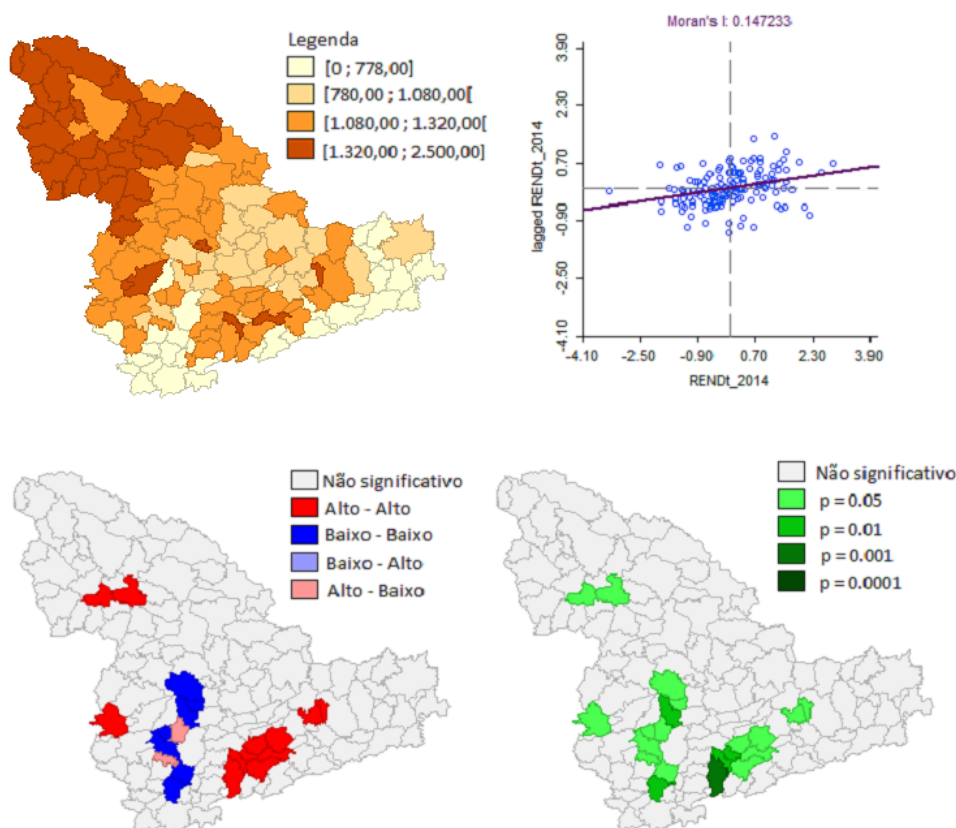 Legenda
[0 ; 778,00]
[780,00 ; 1.080,00[
[1.080,00 ; 1.320,00[
[1.320,00 ; 2.500,00]
Moran's I: 0.147233
lagged RENDt_2014
3.90
2.30
0.70
-0.90
-2.50
-4.10
-4.10 -2.50 -0.90 0.70 2.30 3.90
RENDt_2014
Não significativo
Alto - Alto
Baixo - Baixo
Baixo - Alto
Alto - Baixo
Não significativo
p = 0.05
p = 0.01
p = 0.001
p = 0.0001